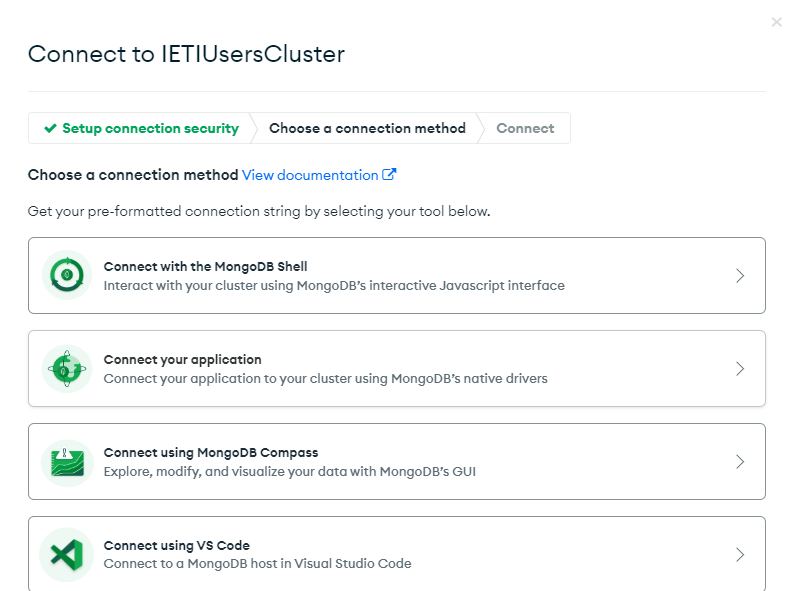 Connect to IETIUsersCluster
Setup connection security Choose a connection method Connect
Choose a connection method View documentation
Get your pre-formatted connection string by selecting your tool below.
Connect with the MongoDB Shell
Interact with your cluster using MongoDB's interactive Javascript interface
Connect your application
Connect your application to your cluster using MongoDB's native drivers
Connect using MongoDB Compass
Explore, modify, and visualize your data with MongoDB's GUI
Connect using VS Code
Connect to a MongoDB host in Visual Studio Code